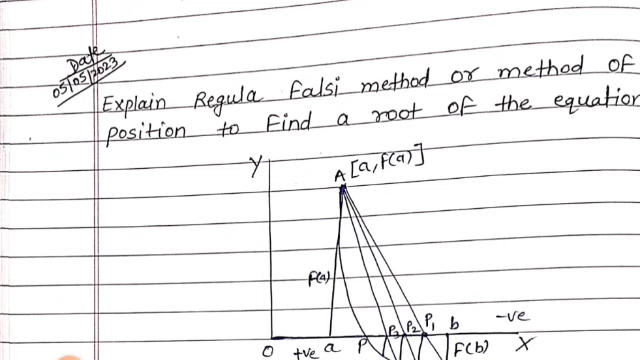 Date
05/05/2023
Explain Regula Falsi method or method of
position to Find a root of the equation
Y
A [a, f(a)]
f(a)
P P3 P2 P1 b -ve
O +ve a X
F(b)